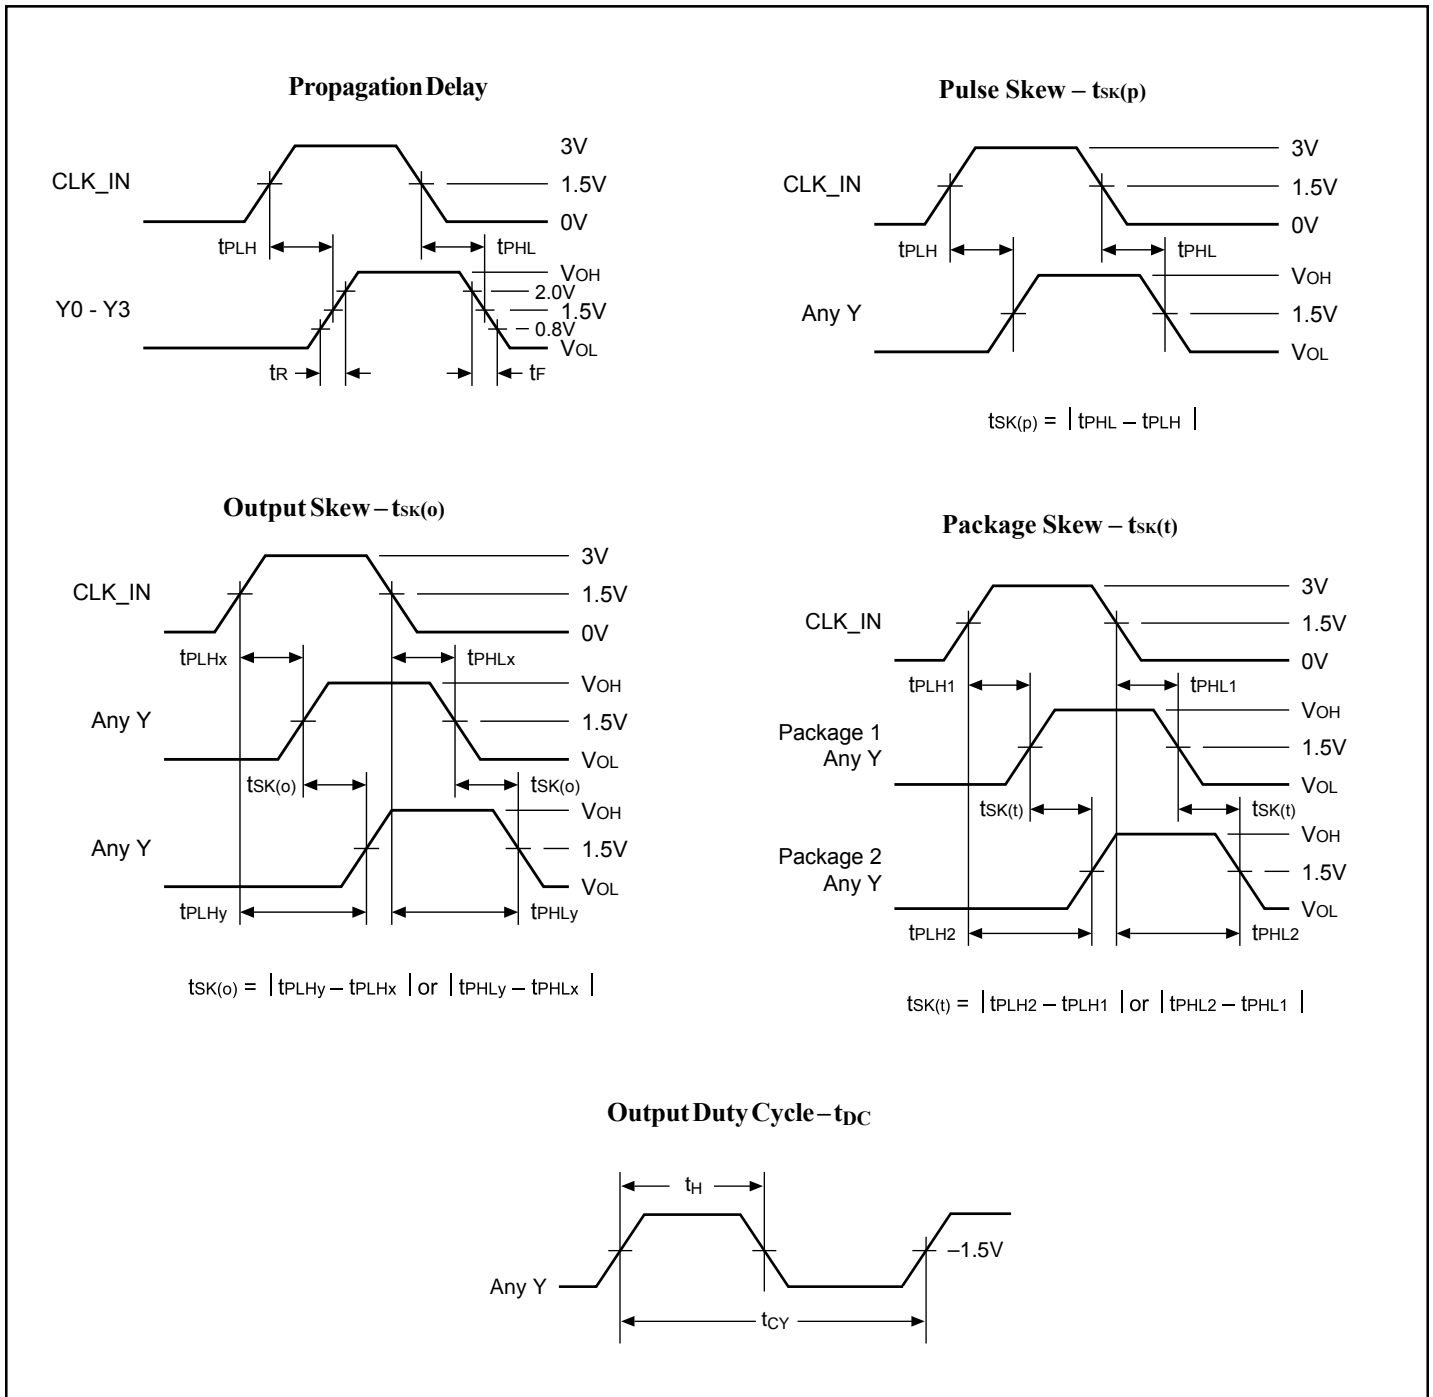 Propagation Delay
3V
CLK_IN
1.5V
0V
tPLH
tPHL
VOH
2.0V
Y0 - Y3
1.5V
0.8V
VOL
tR
tF
Pulse Skew – tSK(p)
3V
CLK_IN
1.5V
0V
tPLH
tPHL
VOH
Any Y
1.5V
VOL
tSK(p) = | tPHL – tPLH |
Output Skew – tSK(o)
3V
CLK_IN
1.5V
0V
tPLHx
tPHLx
VOH
Any Y
1.5V
VOL
tSK(o)
tSK(o)
VOH
Any Y
1.5V
VOL
tPLHy
tPHLy
tSK(o) = | tPLHy – tPLHx | or | tPHLy – tPHLx |
Package Skew – tSK(t)
3V
CLK_IN
1.5V
0V
tPLH1
tPHL1
VOH
Package 1
Any Y
1.5V
VOL
tSK(t)
tSK(t)
VOH
Package 2
Any Y
1.5V
VOL
tPLH2
tPHL2
tSK(t) = | tPLH2 – tPLH1 | or | tPHL2 – tPHL1 |
Output Duty Cycle – tDC
tH
–1.5V
Any Y
tCY